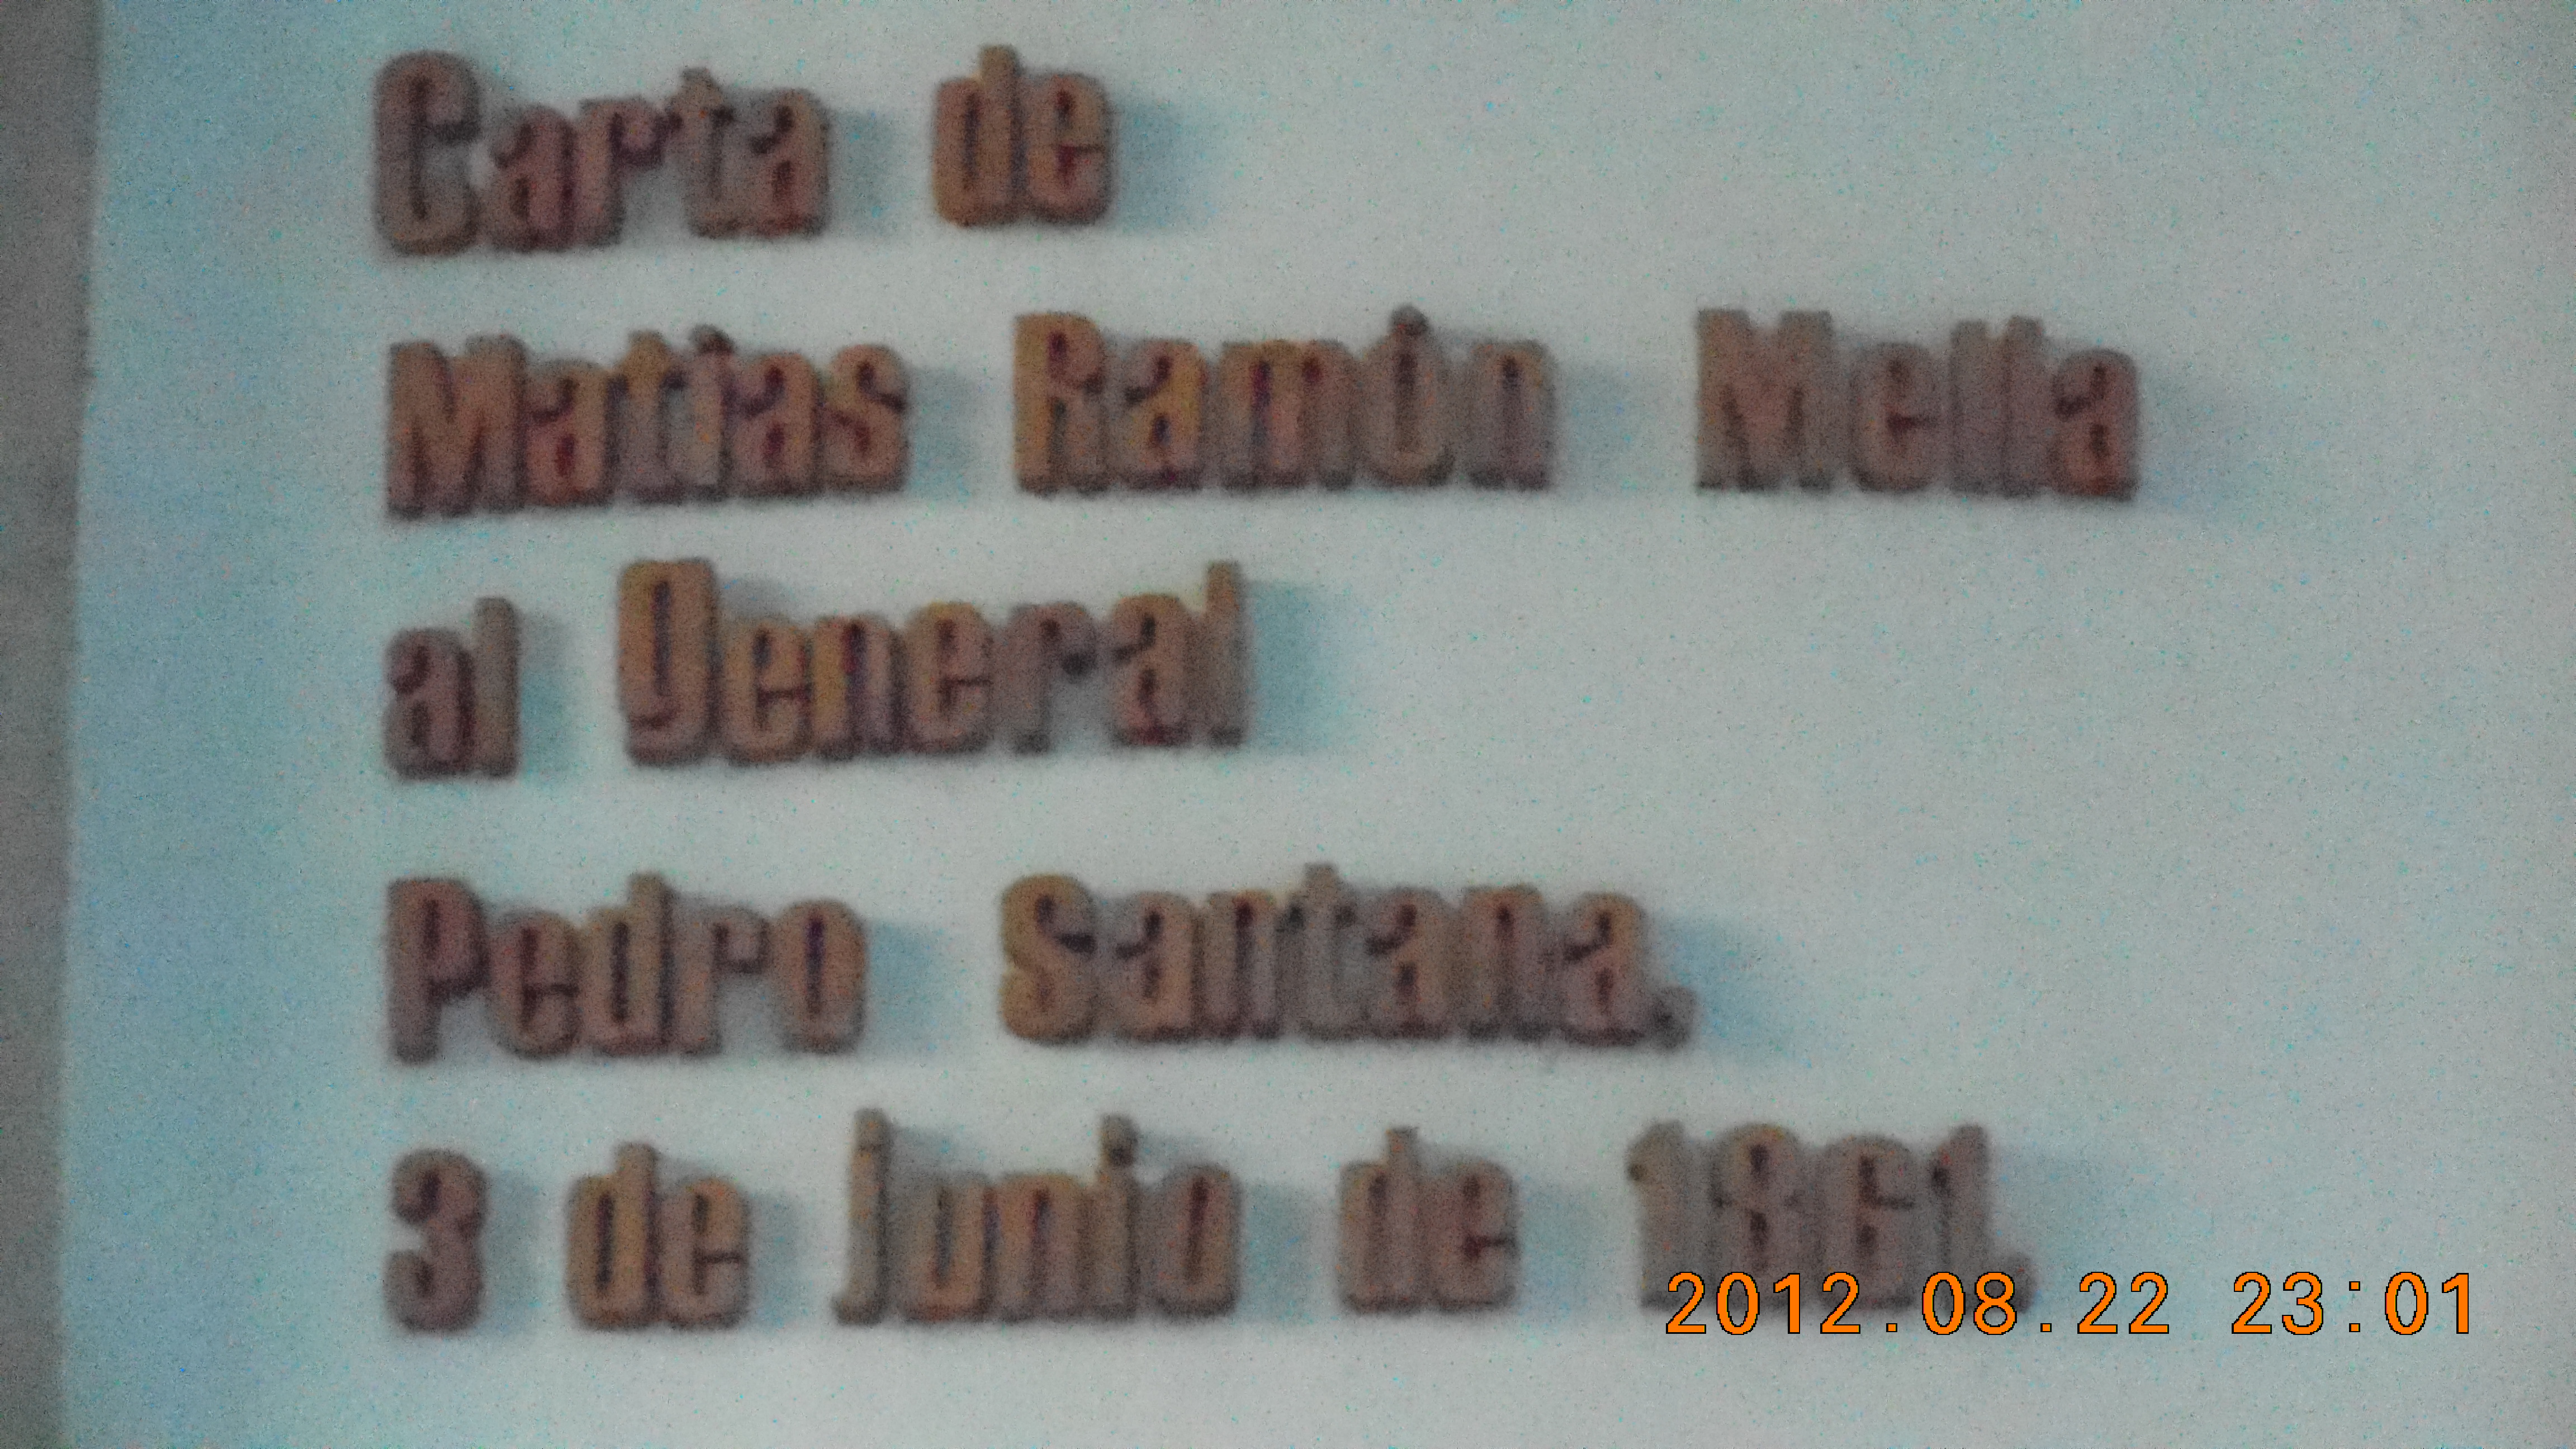 Carta de
Matías Ramón Mella
al general
Pedro Santana,
3 de junio de 1861.
2012.08.22 23:01